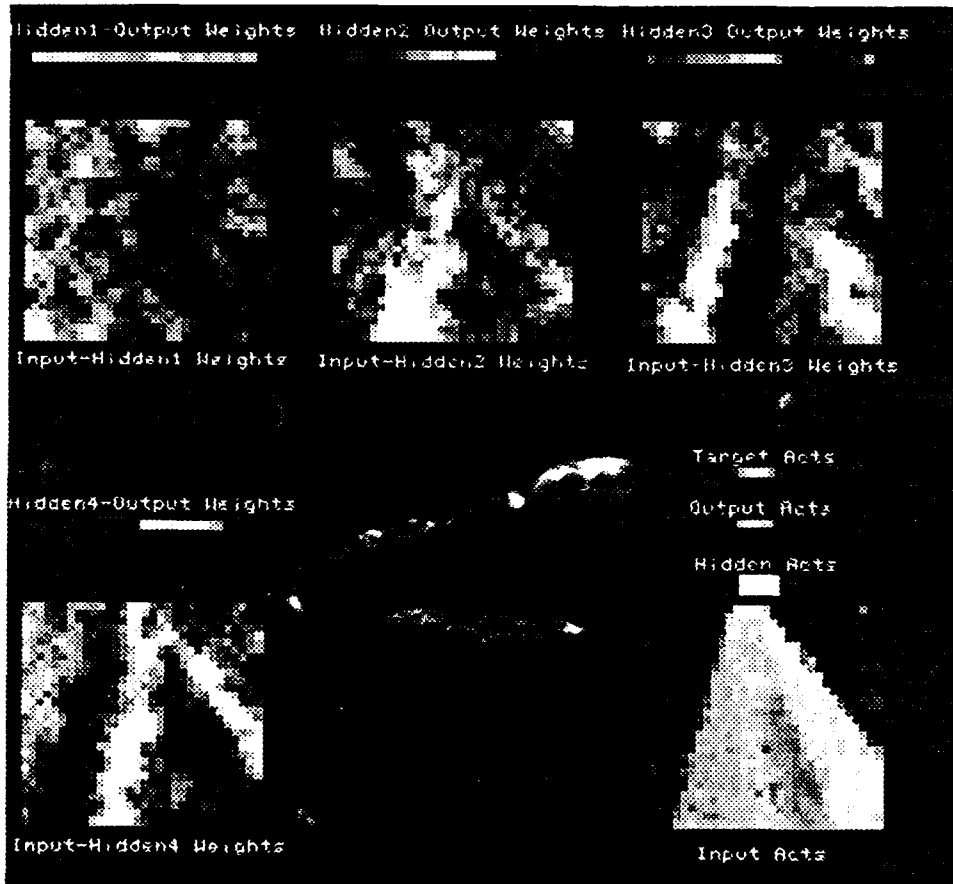 Hidden1-Output Weights
Hidden2 Output Weights
Hidden3 Output Weights
Input-Hidden1 Weights
Input-Hidden2 Weights
Input-Hidden3 Weights
Target Acts
Hidden4-Output Weights
Output Acts
Hidden Acts
Input-Hidden4 Weights
Input Acts